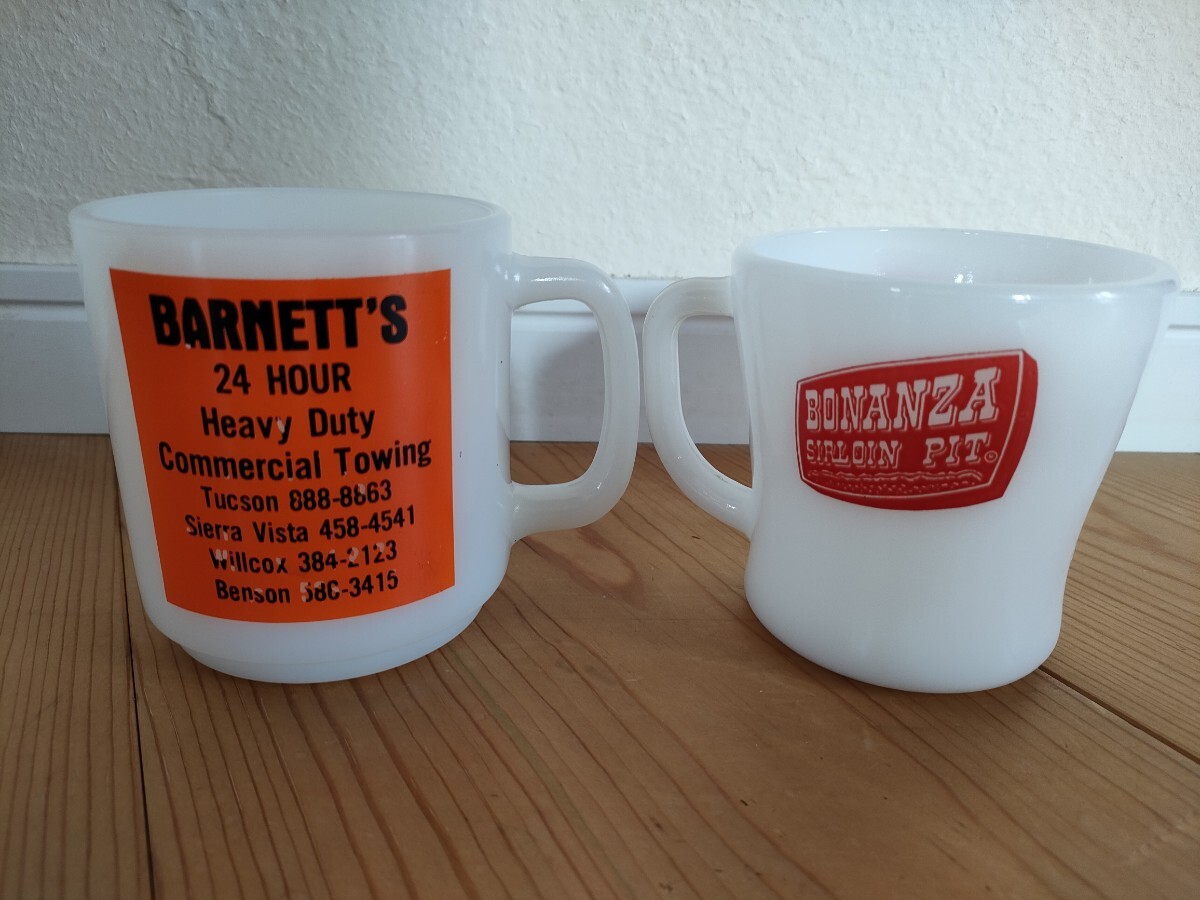 BARNETT'S
24 HOUR
Heavy Duty
Commercial Towing
Tucson 888-8863
Sierra Vista 458-4541
Willcox 384-2123
Benson 586-3415
BONANZA
SIRLOIN PIT